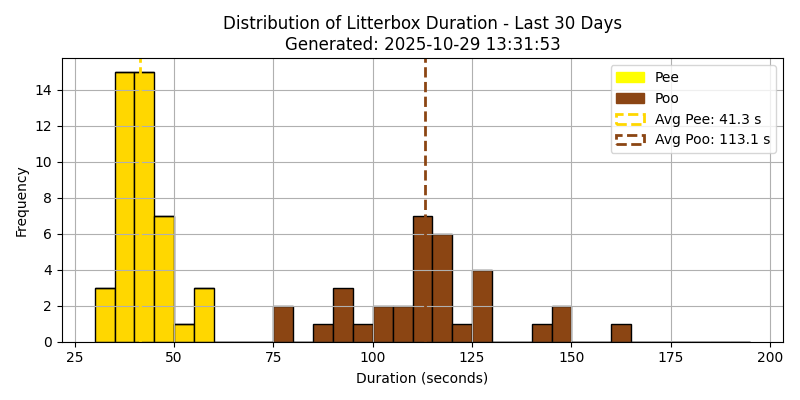 Distribution of Litterbox Duration - Last 30 Days
Generated: 2025-10-29 13:31:53
Frequency
14
12
10
8
6
4
2
0
Pee
Poo
Avg Pee: 41.3 s
Avg Poo: 113.1 s
25 50 75 100 125 150 175 200
Duration (seconds)